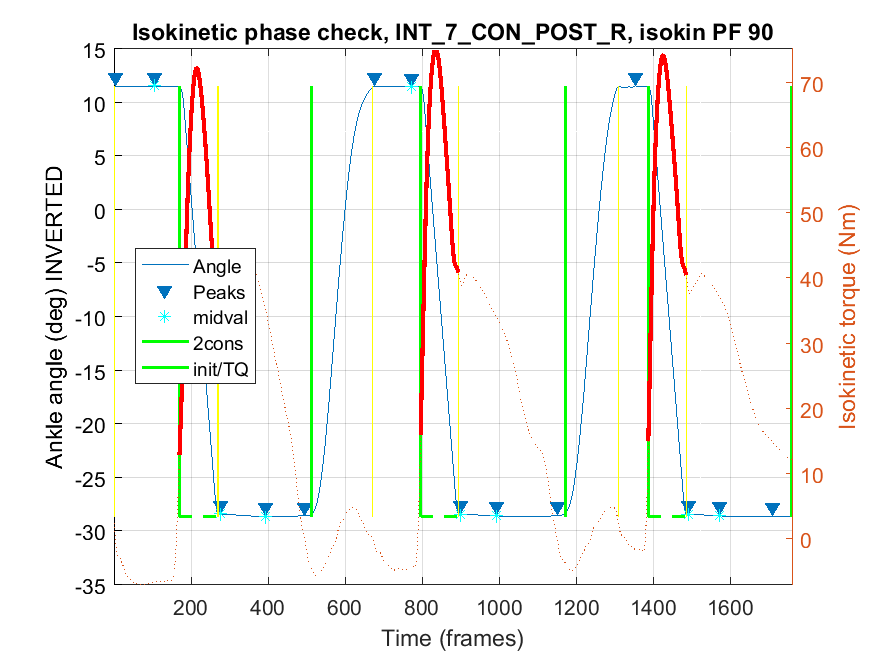 Isokinetic phase check, INT_7_CON_POST_R, isokin PF 90
Ankle angle (deg) INVERTED
15
10
5
0
-5
-10
-15
-20
-25
-30
-35
Angle
Peaks
midval
2cons
init/TQ
Isokinetic torque (Nm)
70
60
50
40
30
20
10
0
200 400 600 800 1000 1200 1400 1600
Time (frames)